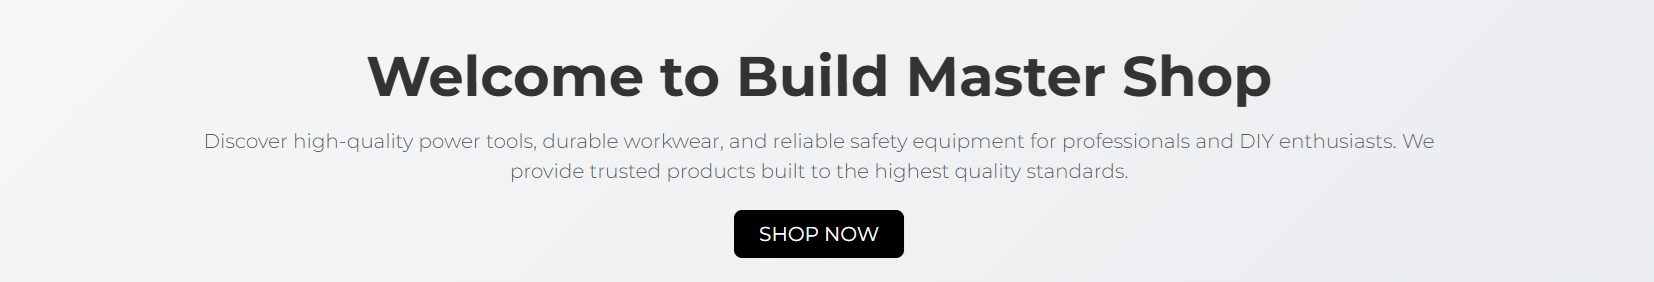 Welcome to Build Master Shop
Discover high-quality power tools, durable workwear, and reliable safety equipment for professionals and DIY enthusiasts. We
provide trusted products built to the highest quality standards.
SHOP NOW